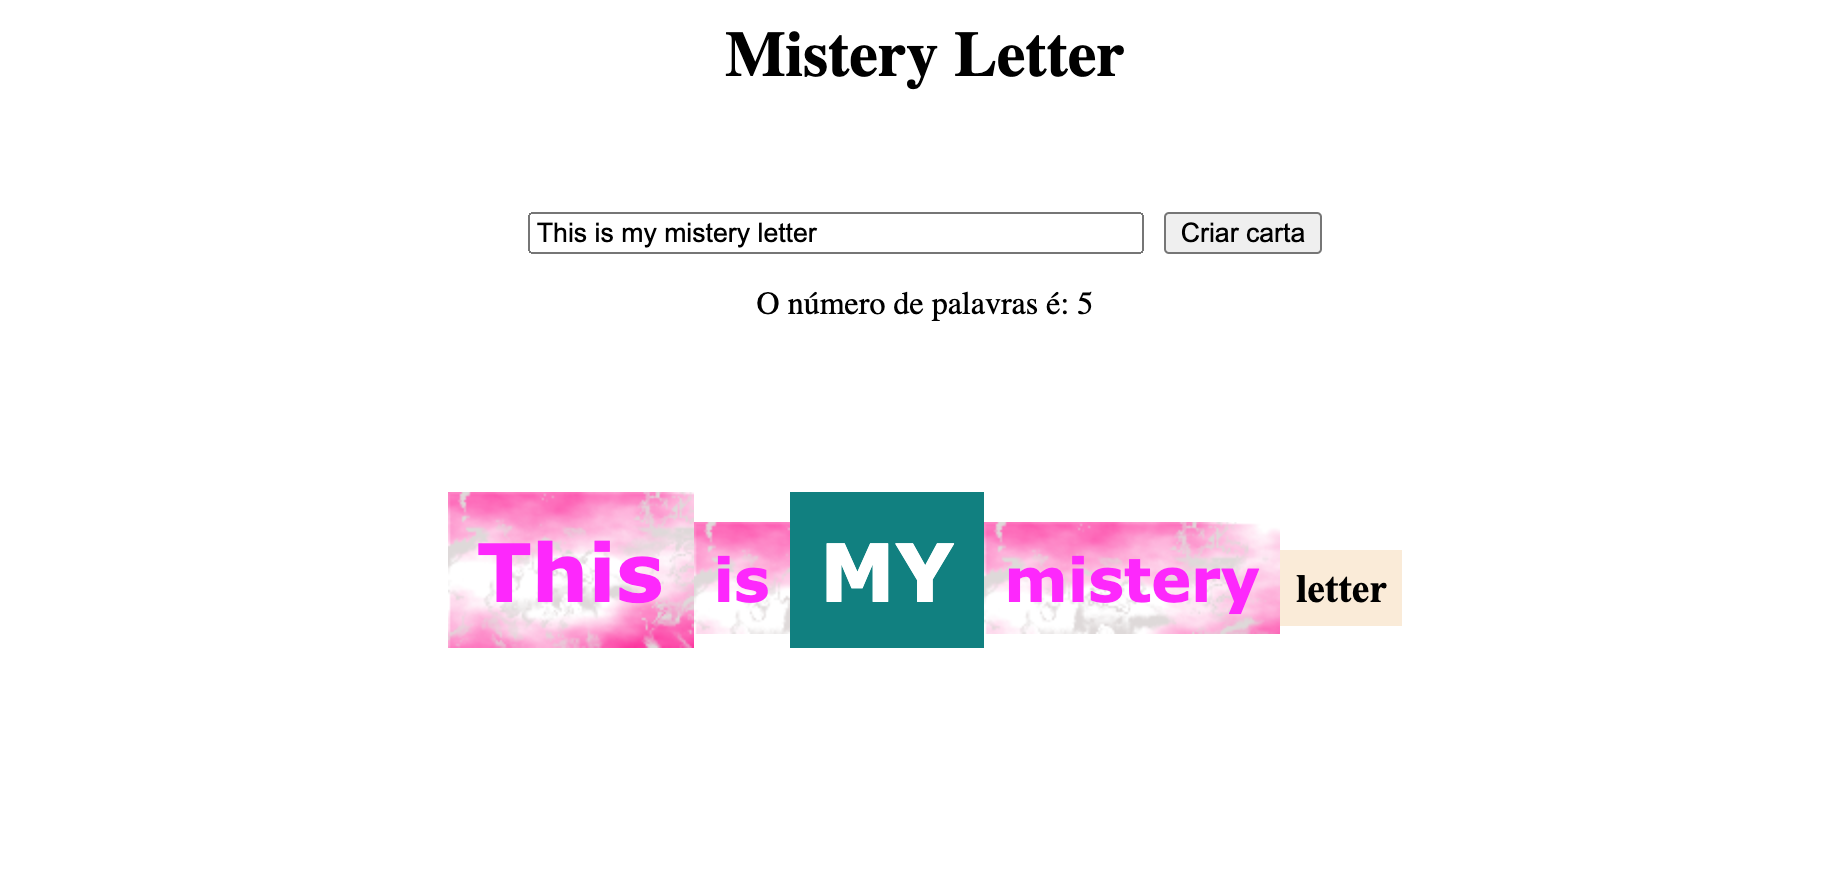 Mistery Letter
This is my mistery letter Criar carta
O número de palavras é: 5
This is MY mistery letter